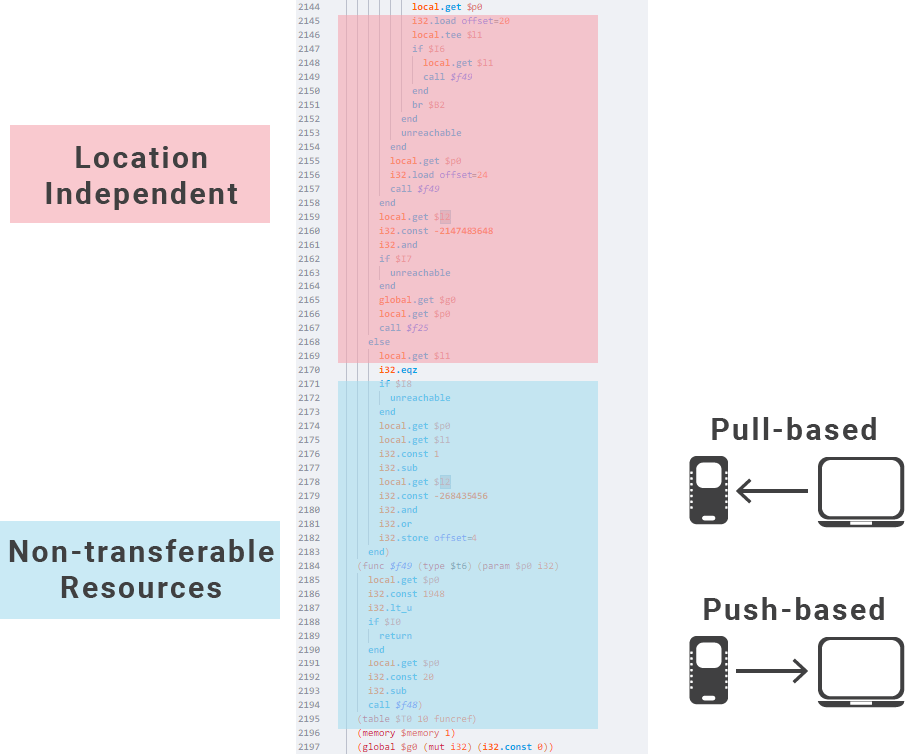 Location
Independent
Non-transferable
Resources
2144 local.get $p0
2145 i32.load offset=20
2146 local.tee $l1
2147 if $I6
2148 local.get $l1
2149 call $f49
2150 end
2151 br $B2
2152 end
2153 unreachable
2154 end
2155 local.get $p0
2156 i32.load offset=24
2157 call $f49
2158 end
2159 local.get $l2
2160 i32.const -2147483648
2161 i32.and
2162 if $I7
2163 unreachable
2164 end
2165 global.get $g0
2166 local.get $p0
2167 call $f25
2168 else
2169 local.get $l1
2170 i32.eqz
2171 if $I8
2172 unreachable
2173 end
2174 local.get $p0
2175 local.get $l1
2176 i32.const 1
2177 i32.sub
2178 local.get $l2
2179 i32.const -268435456
2180 i32.and
2181 i32.or
2182 i32.store offset=4
2183 end)
2184 (func $f49 (type $t6) (param $p0 i32)
2185 local.get $p0
2186 i32.const 1948
2187 i32.lt_u
2188 if $I0
2189 return
2190 end
2191 local.get $p0
2192 i32.const 20
2193 i32.sub
2194 call $f48)
2195 (table $T0 10 funcref)
2196 (memory $memory 1)
2197 (global $g0 (mut i32) (i32.const 0))
Pull-based
Push-based